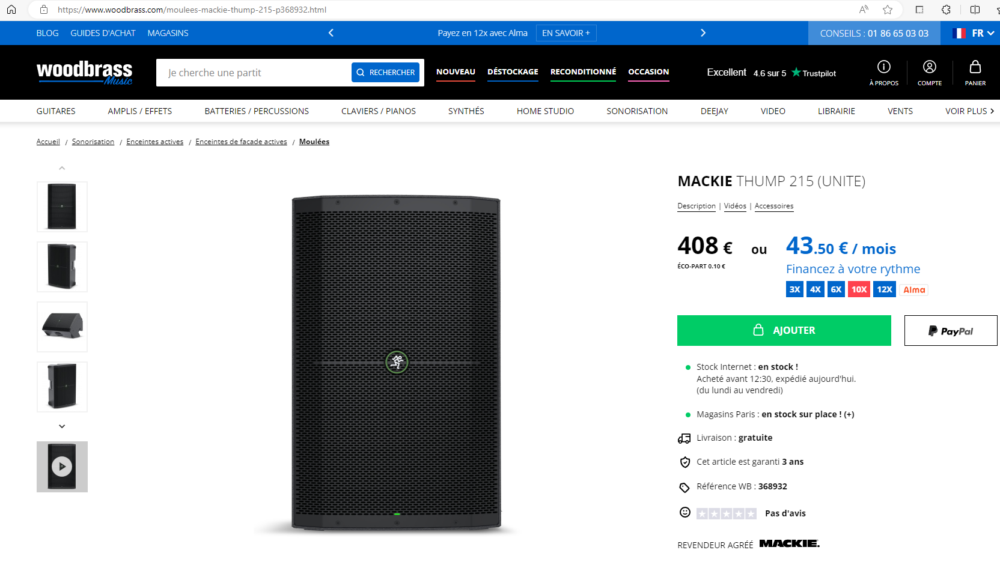 https://www.woodbrass.com/moulees-mackie-thump-215-p368932.html
BLOG GUIDES D'ACHAT MAGASINS
Payez en 12x avec Alma EN SAVOIR +
CONSEILS : 01 86 65 03 03 FR
woodbrass Music
Je cherche une partit RECHERCHER
NOUVEAU DÉSTOCKAGE RECONDITIONNÉ OCCASION
Excellent 4.6 sur 5 Trustpilot
À PROPOS COMPTE PANIER
GUITARES AMPLIS / EFFETS BATTERIES / PERCUSSIONS CLAVIERS / PIANOS SYNTHÉS HOME STUDIO SONORISATION DEEJAY VIDEO LIBRAIRIE VENTS VOIR PLUS
Accueil / Sonorisation / Enceintes actives / Enceintes de facade actives / Moulées
MACKIE THUMP 215 (UNITE)
Description | Vidéos | Accessoires
408 € ou 43.50 € / mois
ÉCO-PART 0.10 €
Financez à votre rythme
3X 4X 6X 10X 12X Alma
AJOUTER
PayPal
Stock Internet : en stock !
Acheté avant 12:30, expédié aujourd'hui.
(du lundi au vendredi)
Magasins Paris : en stock sur place ! (+)
Livraison : gratuite
Cet article est garanti 3 ans
Référence WB : 368932
Pas d'avis
REVENDEUR AGRÉÉ MACKIE.